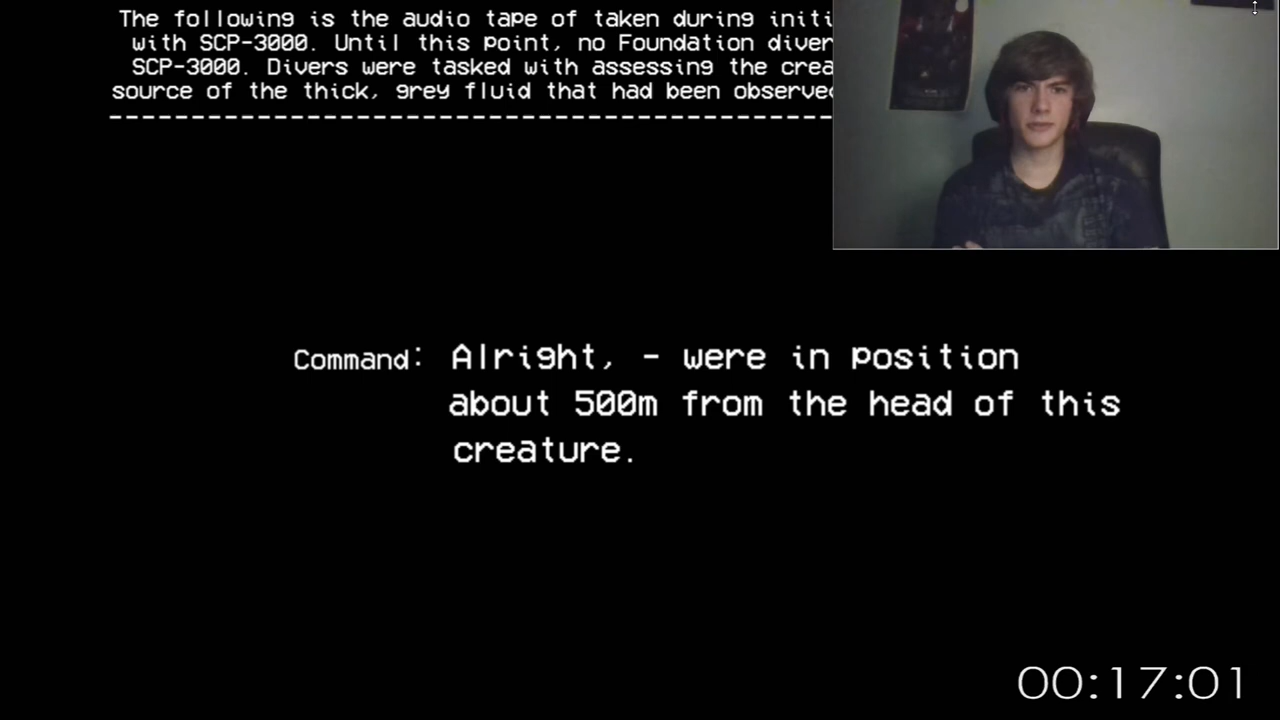 The following is the audio tape of taken during initi
with SCP-3000. Until this point, no Foundation diver
SCP-3000. Divers were tasked with assessing the crea
source of the thick, grey fluid that had been observe
Command: Alright, - were in position
about 500m from the head of this
creature.
00:17:01